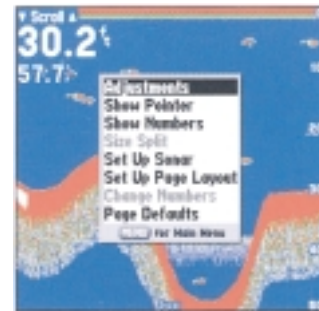 ▼ Scroll ▲
30.2
57.7
Adjustments
Show Pointer
Show Numbers
Size Split
Set Up Sonar
Set Up Page Layout
Change Numbers
Page Defaults
MENU for Main Menu